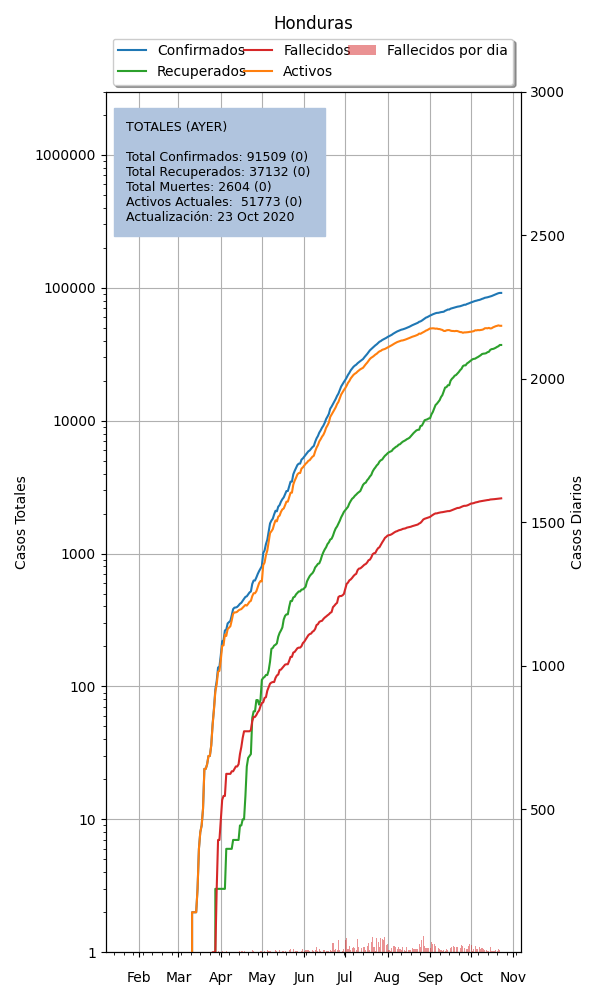 Honduras
Confirmados Fallecidos Fallecidos por dia
Recuperados Activos
TOTALES (AYER)
Total Confirmados: 91509 (0)
Total Recuperados: 37132 (0)
Total Muertes: 2604 (0)
Activos Actuales:  51773 (0)
Actualización: 23 Oct 2020
Casos Totales
1000000
100000
10000
1000
100
10
1
3000
2500
2000
1500
1000
500
Casos Diarios
Feb Mar Apr May Jun Jul Aug Sep Oct Nov